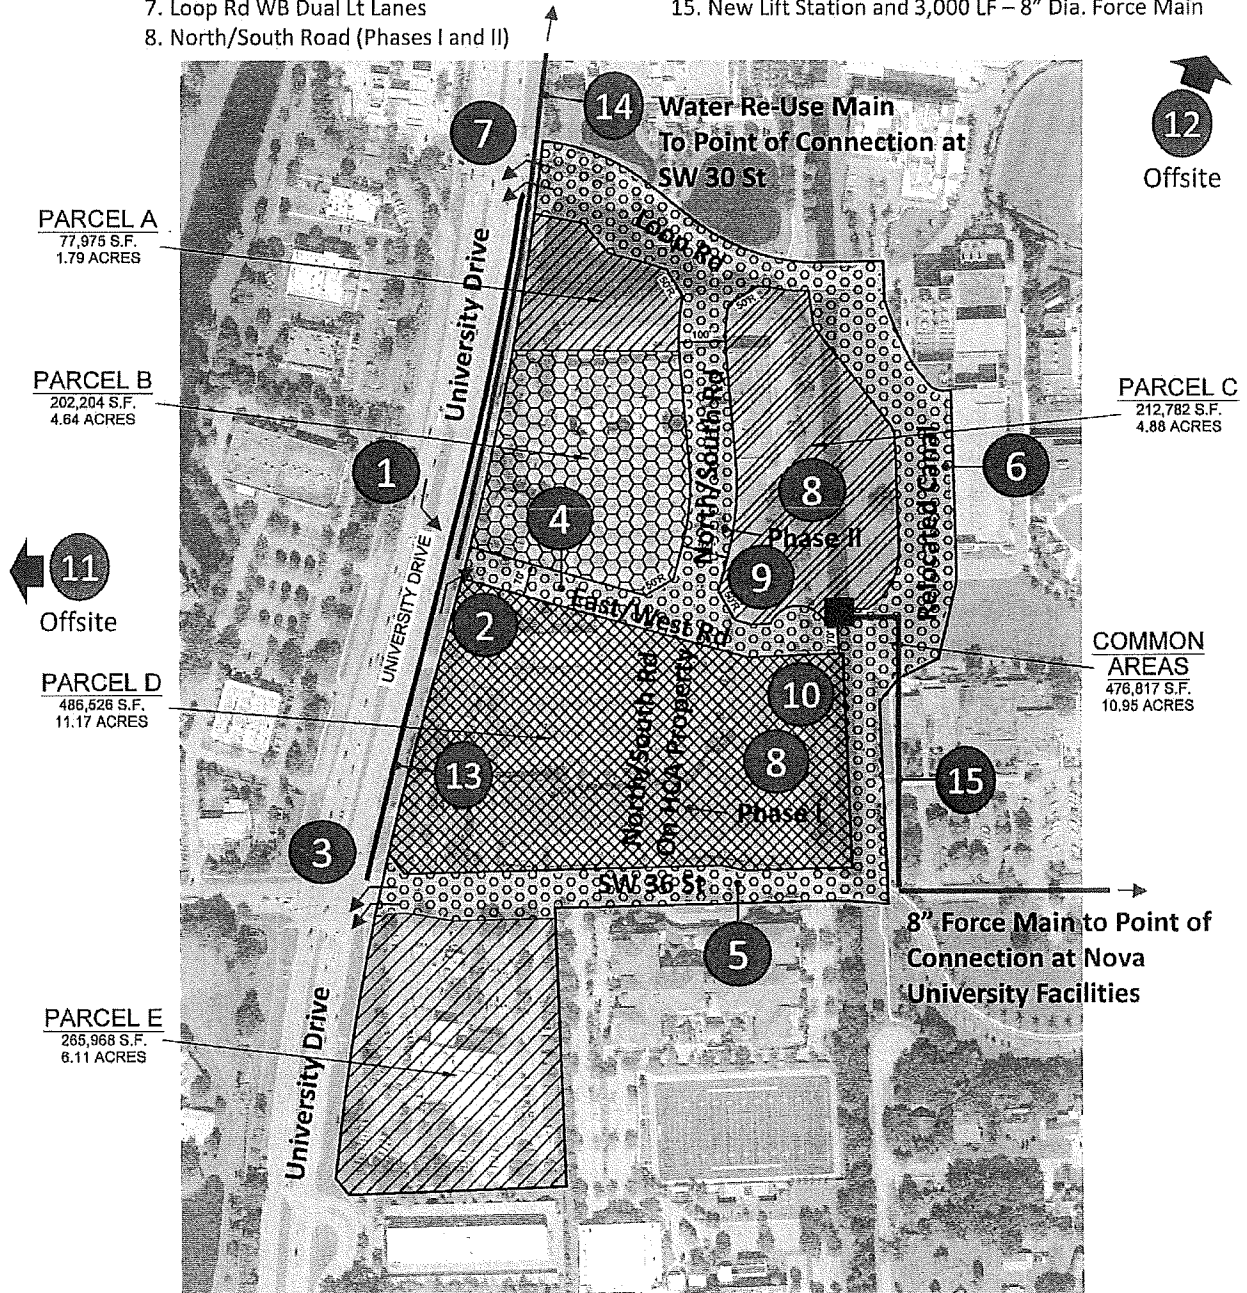 7. Loop Rd WB Dual Lt Lanes
8. North/South Road (Phases I and II)
15. New Lift Station and 3,000 LF – 8" Dia. Force Main
14
Water Re-Use Main
To Point of Connection at
SW 30 St
7
12
Offsite
PARCEL A
77,975 S.F.
1.79 ACRES
Loop Rd
University Drive
50'R
50'R
100'
PARCEL B
202,204 S.F.
4.64 ACRES
PARCEL C
212,782 S.F.
4.88 ACRES
North/South Rd
1
4
8
6
Relocated Canal
Phase II
9
11
Offsite
UNIVERSITY DRIVE
70'
50'R
East/West Rd
2
70'
COMMON
AREAS
476,817 S.F.
10.95 ACRES
PARCEL D
486,526 S.F.
11.17 ACRES
North/South Rd
On HCA Property
10
8
13
15
Phase I
3
SW 36 St
5
8" Force Main to Point of
Connection at Nova
University Facilities
PARCEL E
265,968 S.F.
6.11 ACRES
University Drive